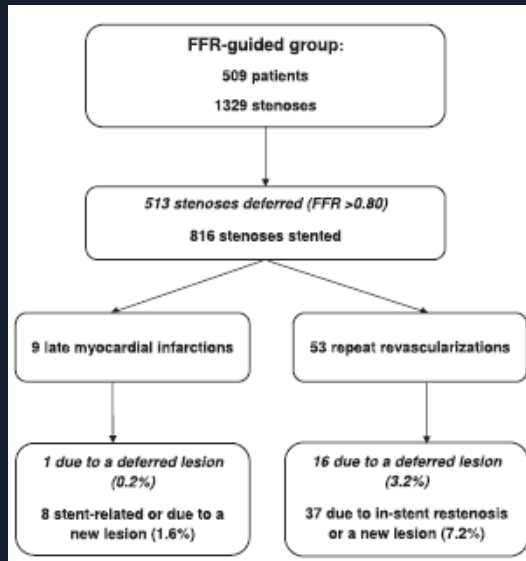 FFR-guided group:
509 patients
1329 stenoses
513 stenoses deferred (FFR >0.80)
816 stenoses stented
9 late myocardial infarctions
53 repeat revascularizations
1 due to a deferred lesion
(0.2%)
8 stent-related or due to a
new lesion (1.6%)
16 due to a deferred lesion
(3.2%)
37 due to in-stent restenosis
or a new lesion (7.2%)